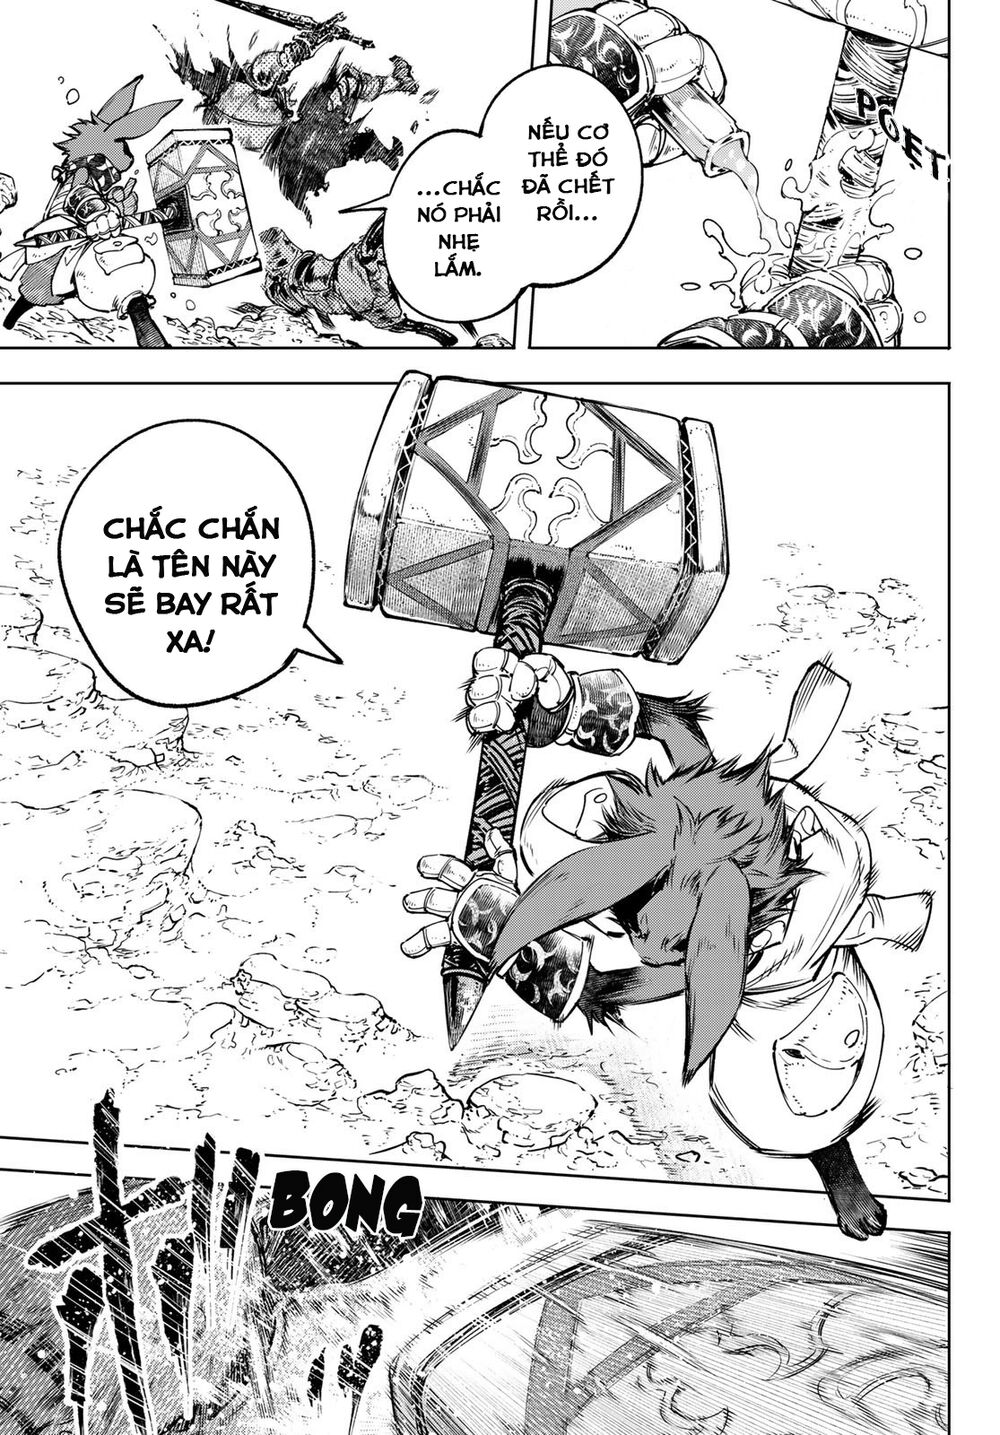 PGẸT
NẾU CƠ
THỂ ĐÓ
ĐÃ CHẾT
RỒI...
...CHẮC
NÓ PHẢI
NHẸ
LẮM.
CHẮC CHẮN
LÀ TÊN NÀY
SẼ BAY RẤT
XA!
BONG